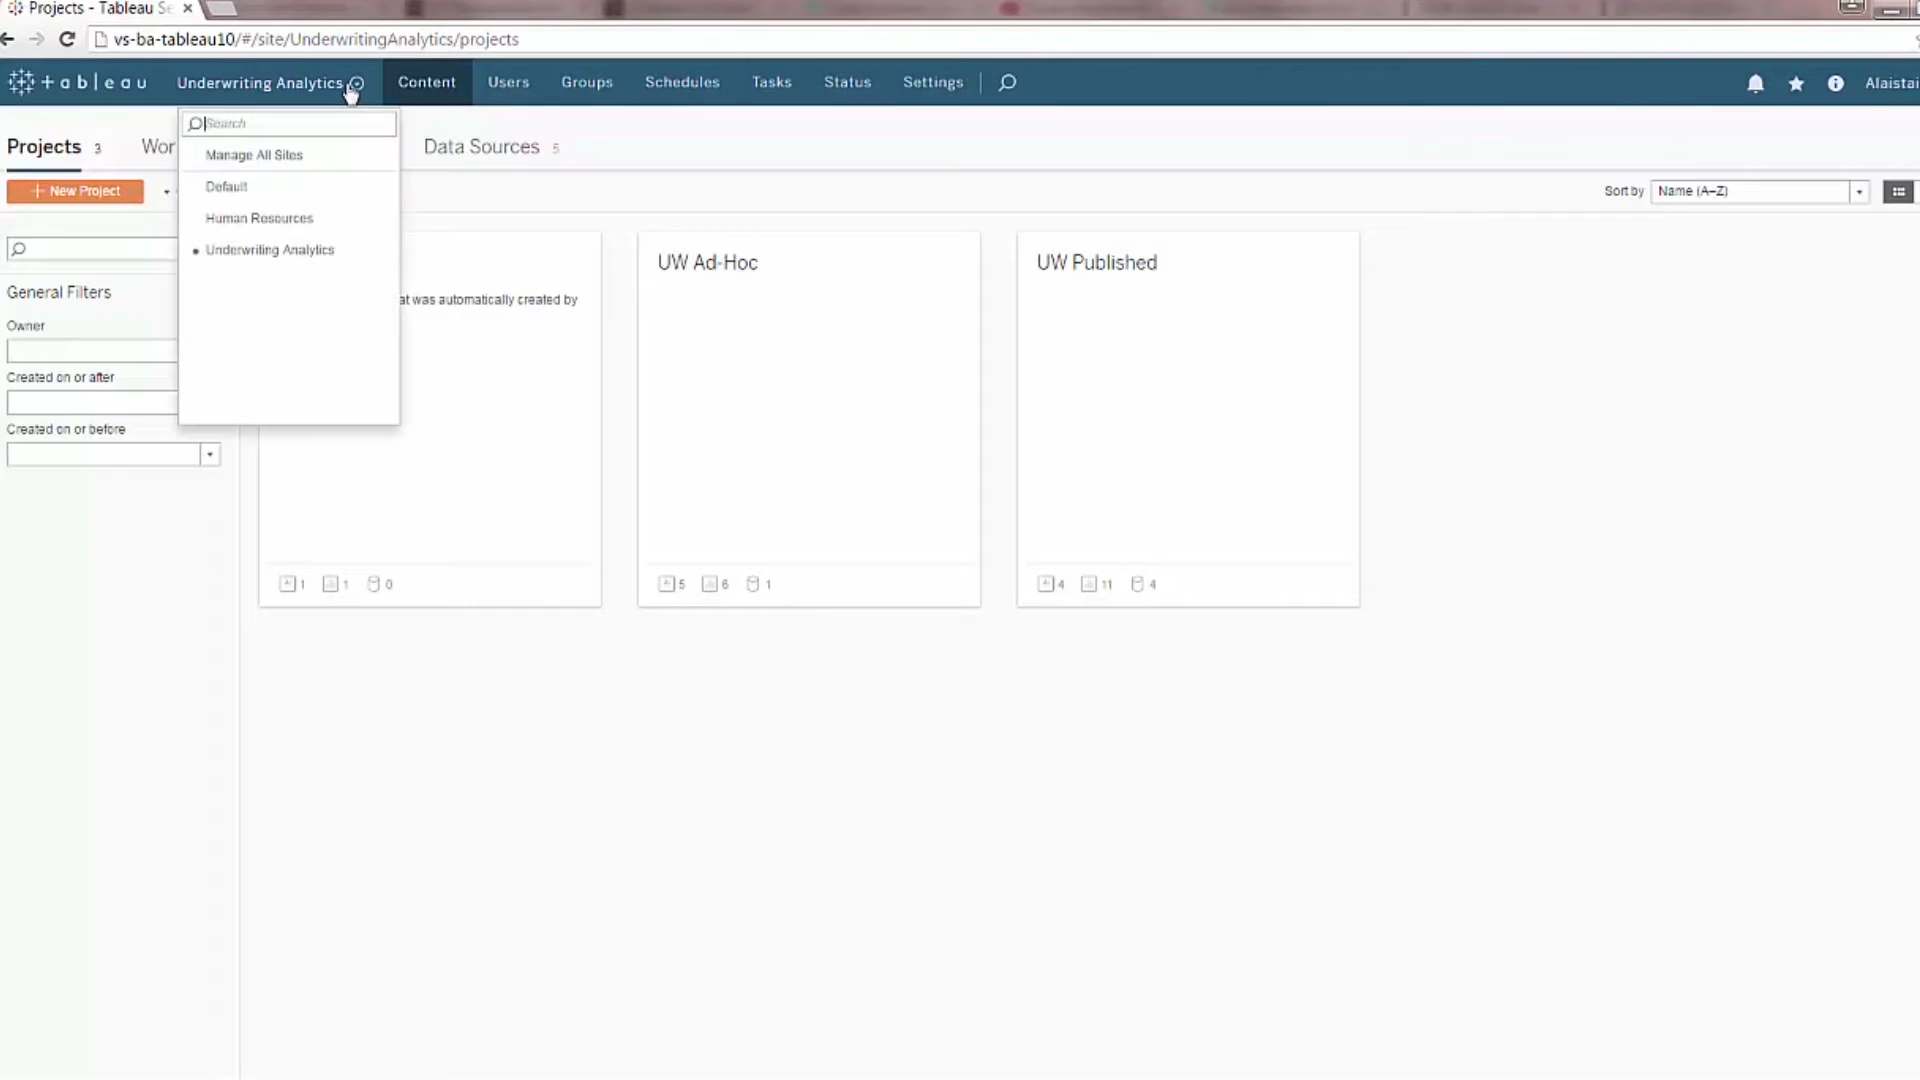 Projects - Tableau Se
vs-ba-tableau10/#/site/UnderwritingAnalytics/projects
+ableau Underwriting Analytics Content Users Groups Schedules Tasks Status Settings Alaistai
Search
Projects 3 Wor Data Sources 5
Manage All Sites
Default
New Project
Sort by Name (A–Z)
Human Resources
Underwriting Analytics
UW Ad-Hoc
UW Published
General Filters
at was automatically created by
Owner
Created on or after
Created on or before
1 1 0
5 6 1
4 11 4